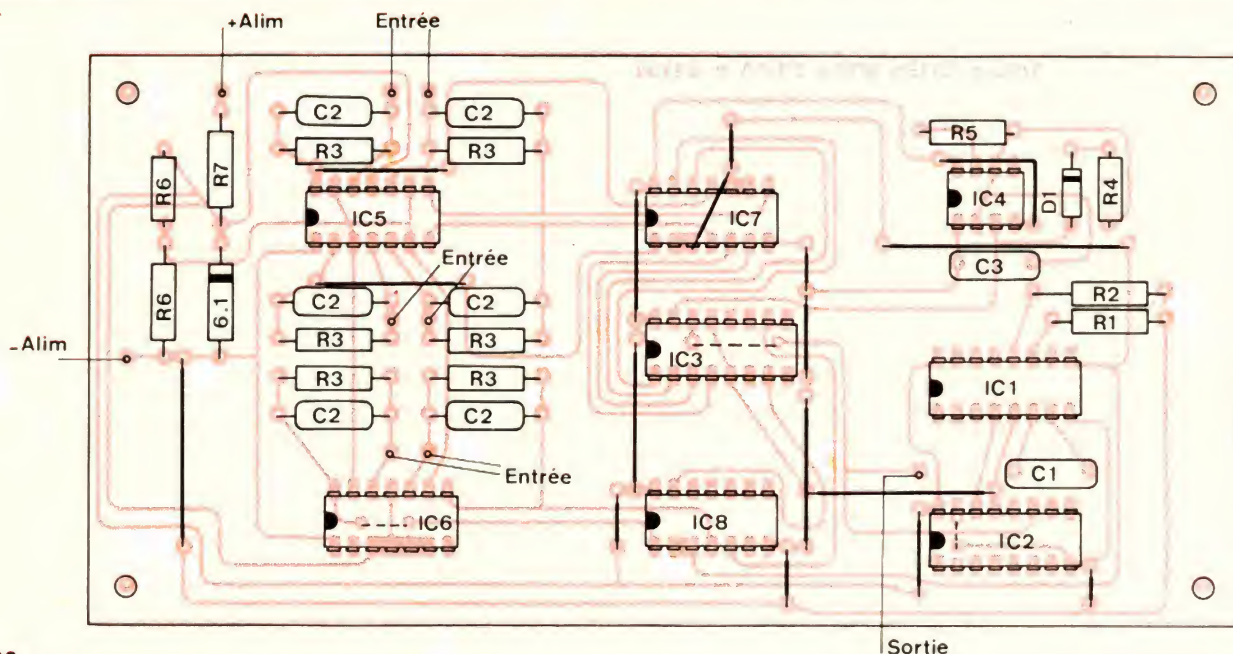 +Alim Entrée
C2 C2
R3 R3
R5
R6 R7
IC5 IC7 IC4 D1 R4
Entrée
C3
C2 C2
R2
R6 6.1
R3 R3
R1
-Alim
IC3
R3 R3
IC1
C2 C2
Entrée
C1
IC6 IC8 IC2
Sortie